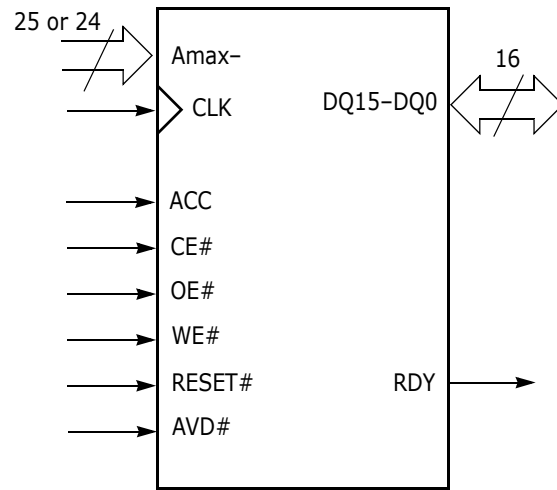 25 or 24
16
Amax–
DQ15–DQ0
CLK
ACC
CE#
OE#
WE#
RESET#
RDY
AVD#